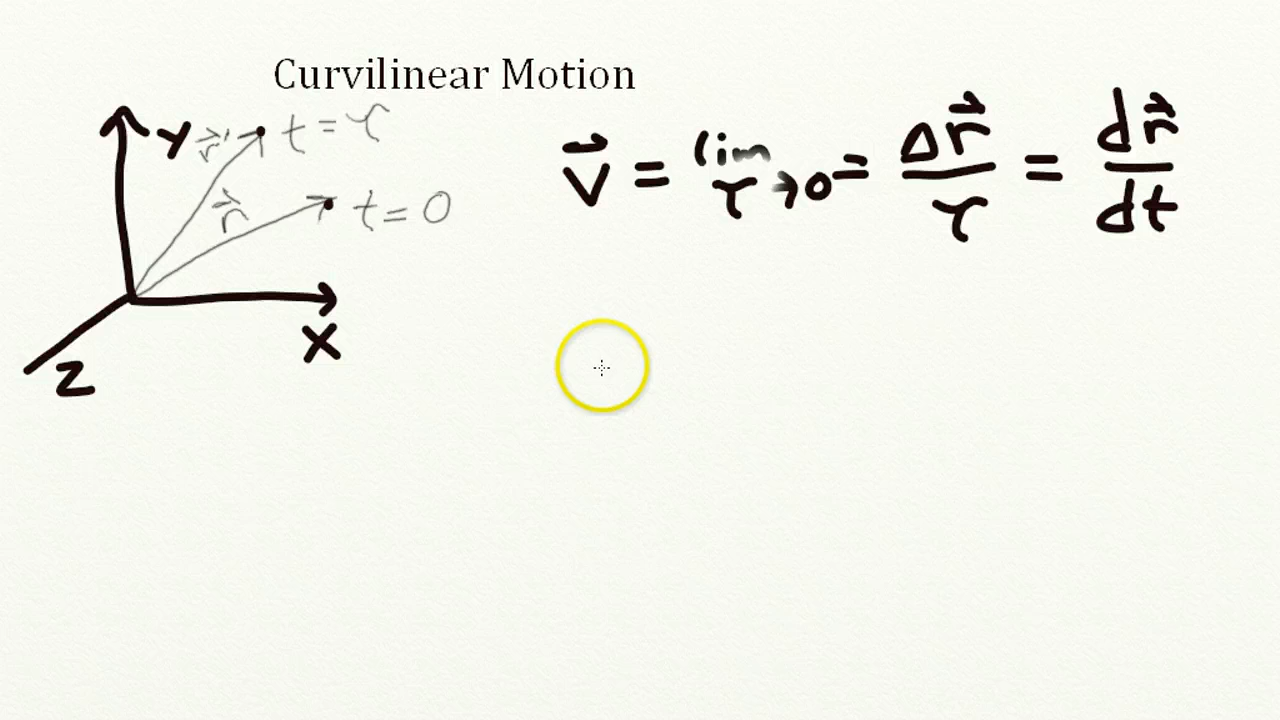 Curvilinear Motion
y r⃗' t = τ
r⃗ t = 0
x
z
v⃗ = lim τ→0 = Δr⃗/τ = dr⃗/dt